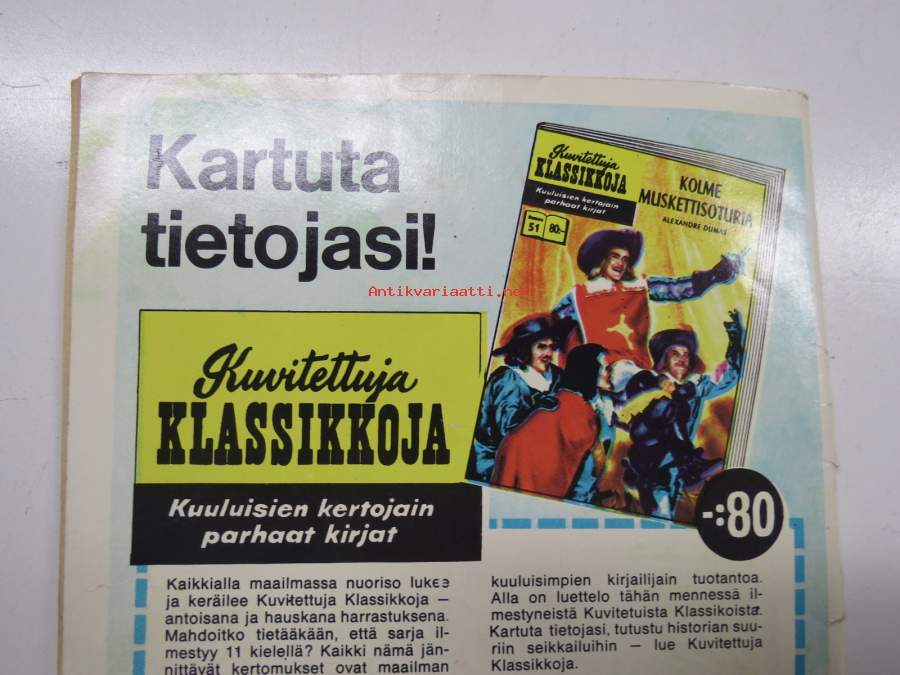 Kartuta
tietojasi!
Kuvitettuja
KLASSIKKOJA
Kuuluisien kertojain
parhaat kirjat
51
80:-
KOLME
MUSKETTISOTURIA
ALEXANDRE DUMAS
Antikvariaatti.net
Kuvitettuja
KLASSIKKOJA
Kuuluisien kertojain
parhaat kirjat
-:80
Kaikkialla maailmassa nuoriso lukee
ja keräilee Kuvitettuja Klassikkoja –
antoisana ja hauskana harrastuksena.
Mahdoitko tietääkään, että sarja il-
mestyy 11 kielellä? Kaikki nämä jän-
nittävät kertomukset ovat maailman
kuuluisimpien kirjailijain tuotantoa.
Alla on luettelo tähän mennessä il-
mestyneistä Kuvitetuista Klassikoista.
Kartuta tietojasi, tutustu historian suu-
riin seikkailuihin – lue Kuvitettuja
Klassikkoja.